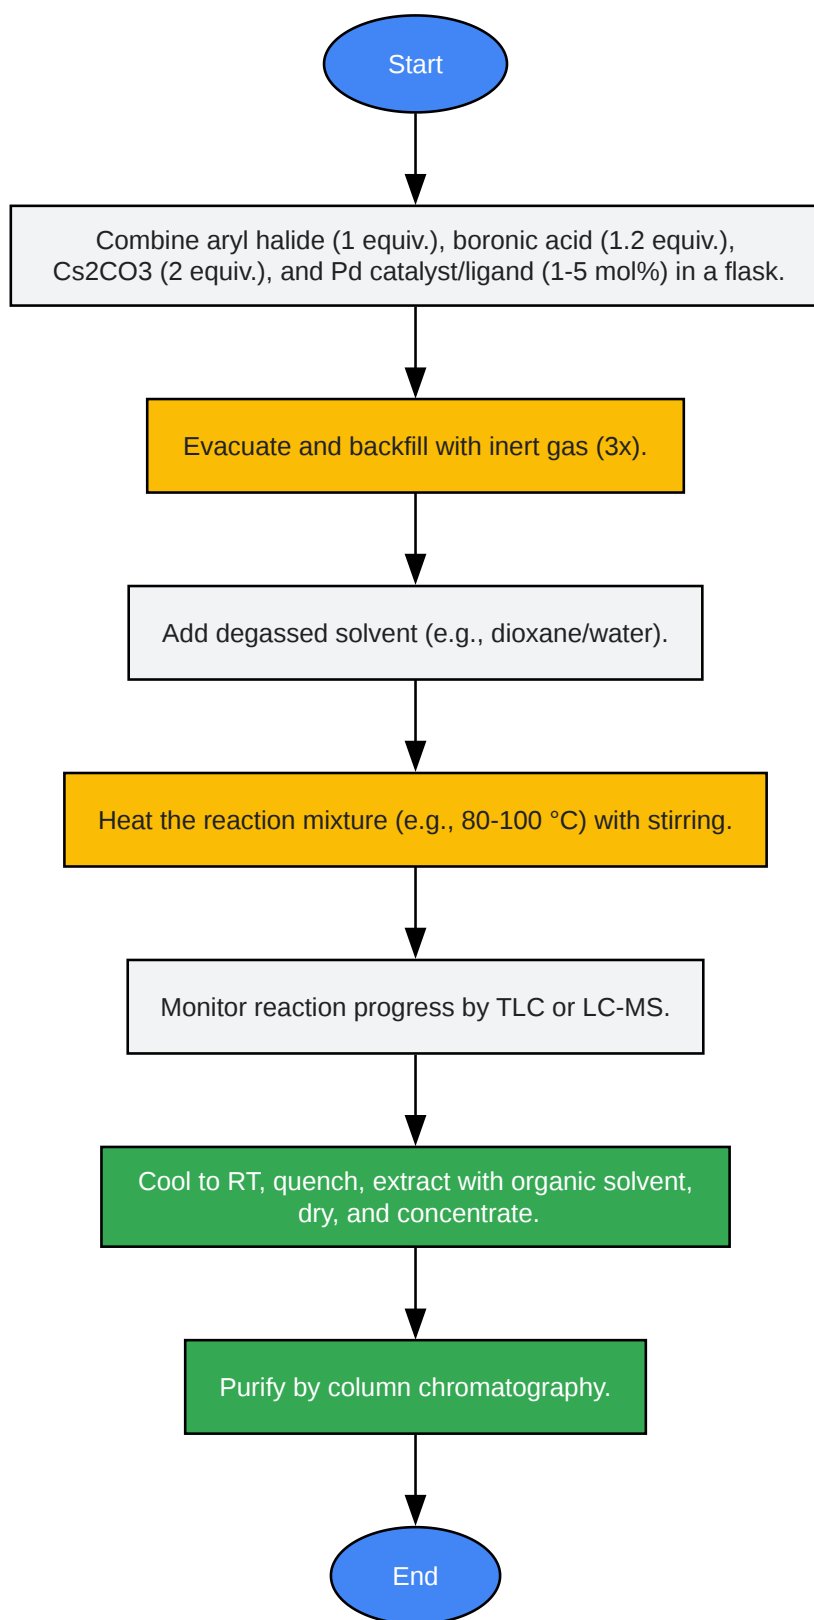 Start
Combine aryl halide (1 equiv.), boronic acid (1.2 equiv.),
Cs2CO3 (2 equiv.), and Pd catalyst/ligand (1-5 mol%) in a flask.
Evacuate and backfill with inert gas (3x).
Add degassed solvent (e.g., dioxane/water).
Heat the reaction mixture (e.g., 80-100 °C) with stirring.
Monitor reaction progress by TLC or LC-MS.
Cool to RT, quench, extract with organic solvent,
dry, and concentrate.
Purify by column chromatography.
End